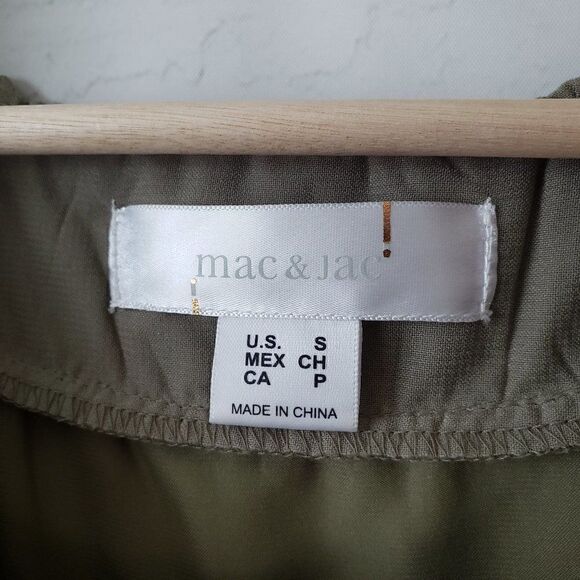 mac & jac
U.S. S
MEX CH
CA P
MADE IN CHINA